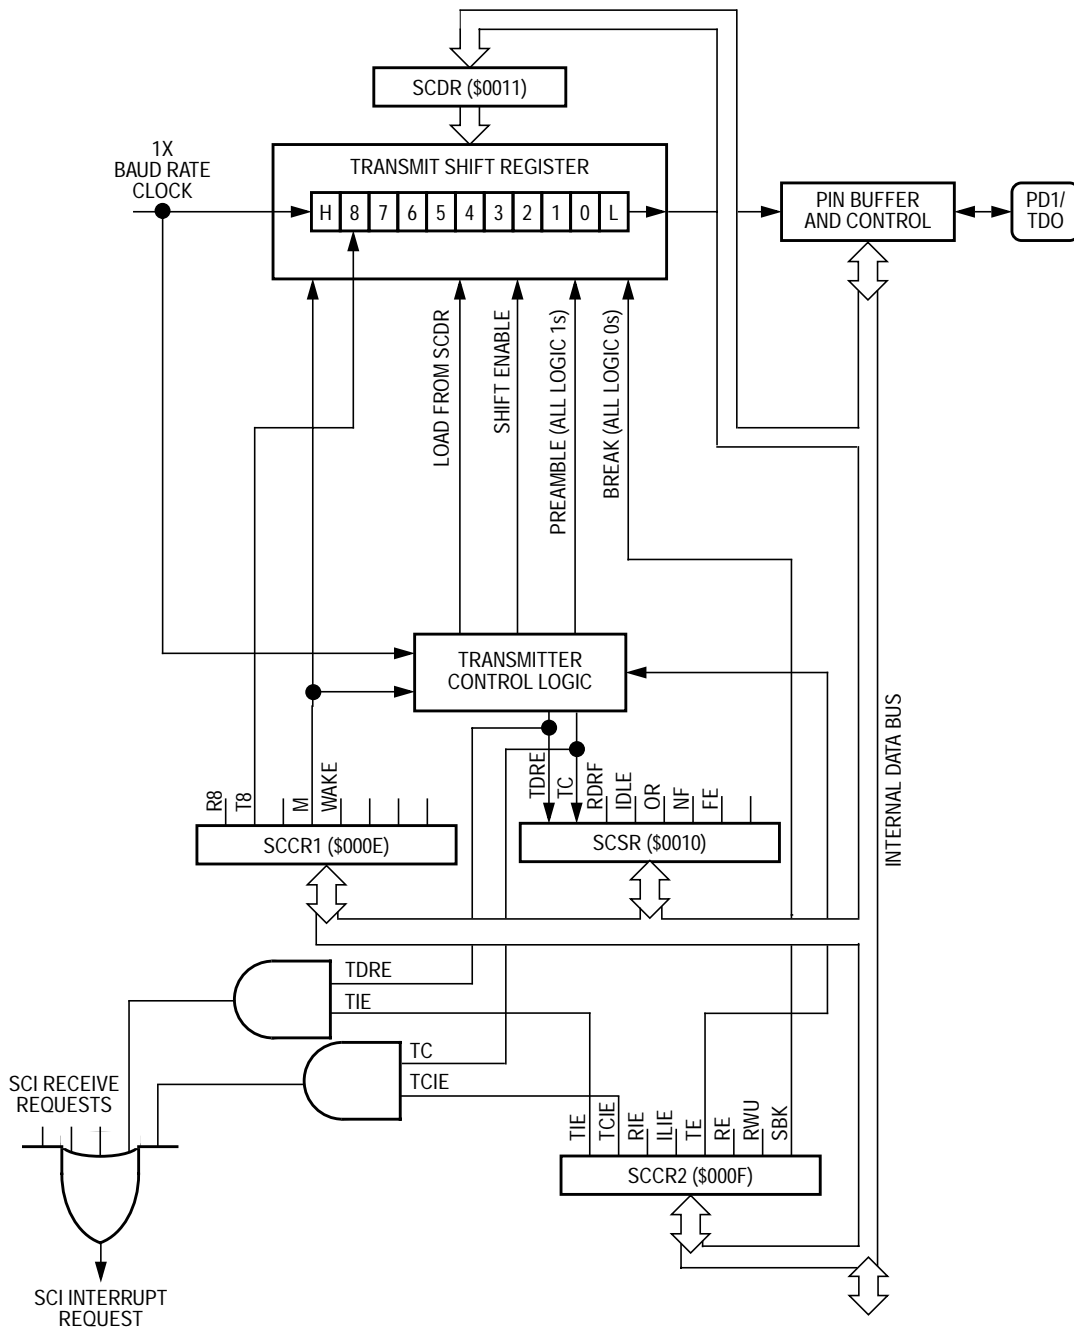 SCDR ($0011)
1X
BAUD RATE
CLOCK
TRANSMIT SHIFT REGISTER
H 8 7 6 5 4 3 2 1 0 L
PIN BUFFER
AND CONTROL
PD1/
TDO
LOAD FROM SCDR
SHIFT ENABLE
PREAMBLE (ALL LOGIC 1s)
BREAK (ALL LOGIC 0s)
TRANSMITTER
CONTROL LOGIC
INTERNAL DATA BUS
R8
T8
M
WAKE
SCCR1 ($000E)
TDRE
TC
RDRF
IDLE
OR
NF
FE
SCSR ($0010)
TDRE
TIE
TC
TCIE
SCI RECEIVE
REQUESTS
TIE
TCIE
RIE
ILIE
TE
RE
RWU
SBK
SCCR2 ($000F)
SCI INTERRUPT
REQUEST